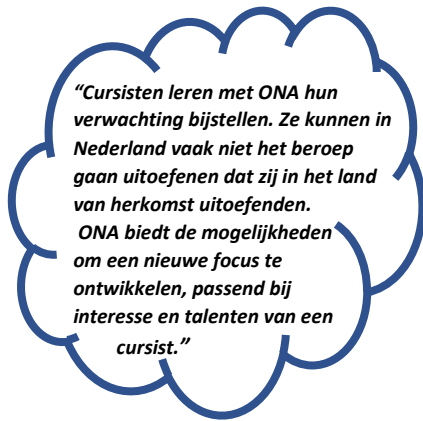 “Cursisten leren met ONA hun
verwachting bijstellen. Ze kunnen in
Nederland vaak niet het beroep
gaan uitoefenen dat zij in het land
van herkomst uitoefenden.
ONA biedt de mogelijkheden
om een nieuwe focus te
ontwikkelen, passend bij
interesse en talenten van een
cursist.”